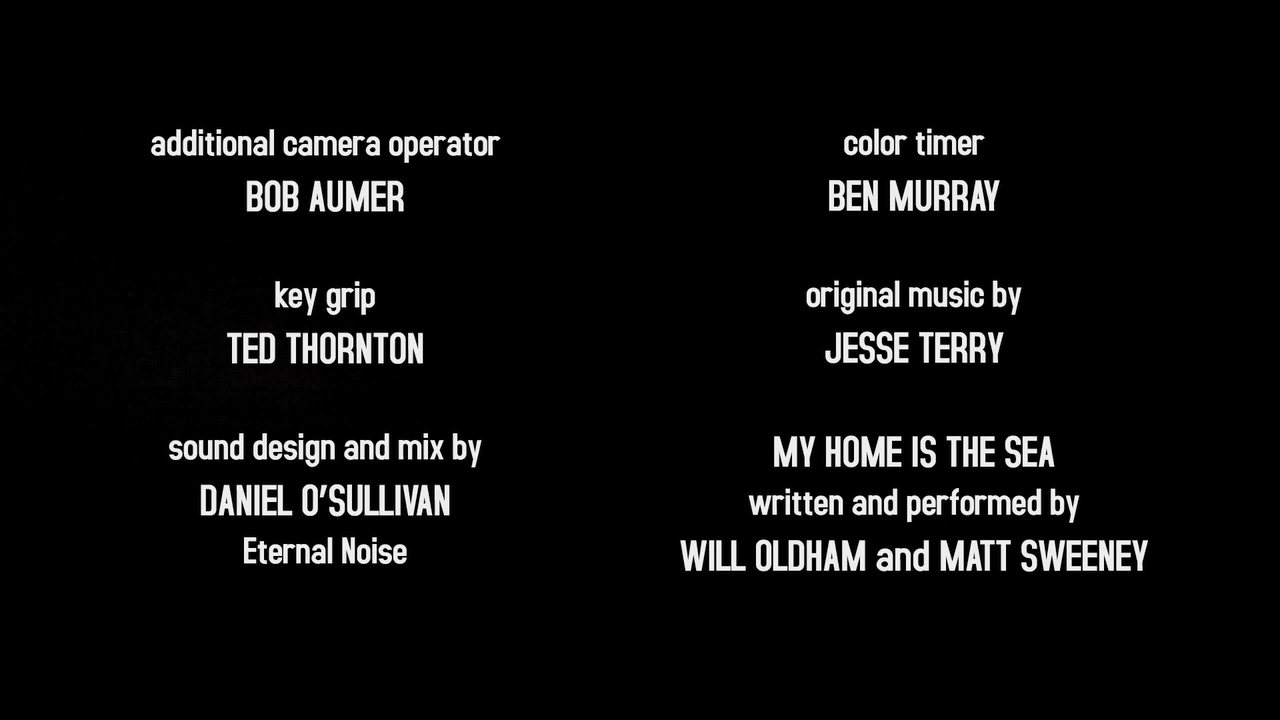 additional camera operator
BOB AUMER
key grip
TED THORNTON
sound design and mix by
DANIEL O'SULLIVAN
Eternal Noise
color timer
BEN MURRAY
original music by
JESSE TERRY
MY HOME IS THE SEA
written and performed by
WILL OLDHAM and MATT SWEENEY